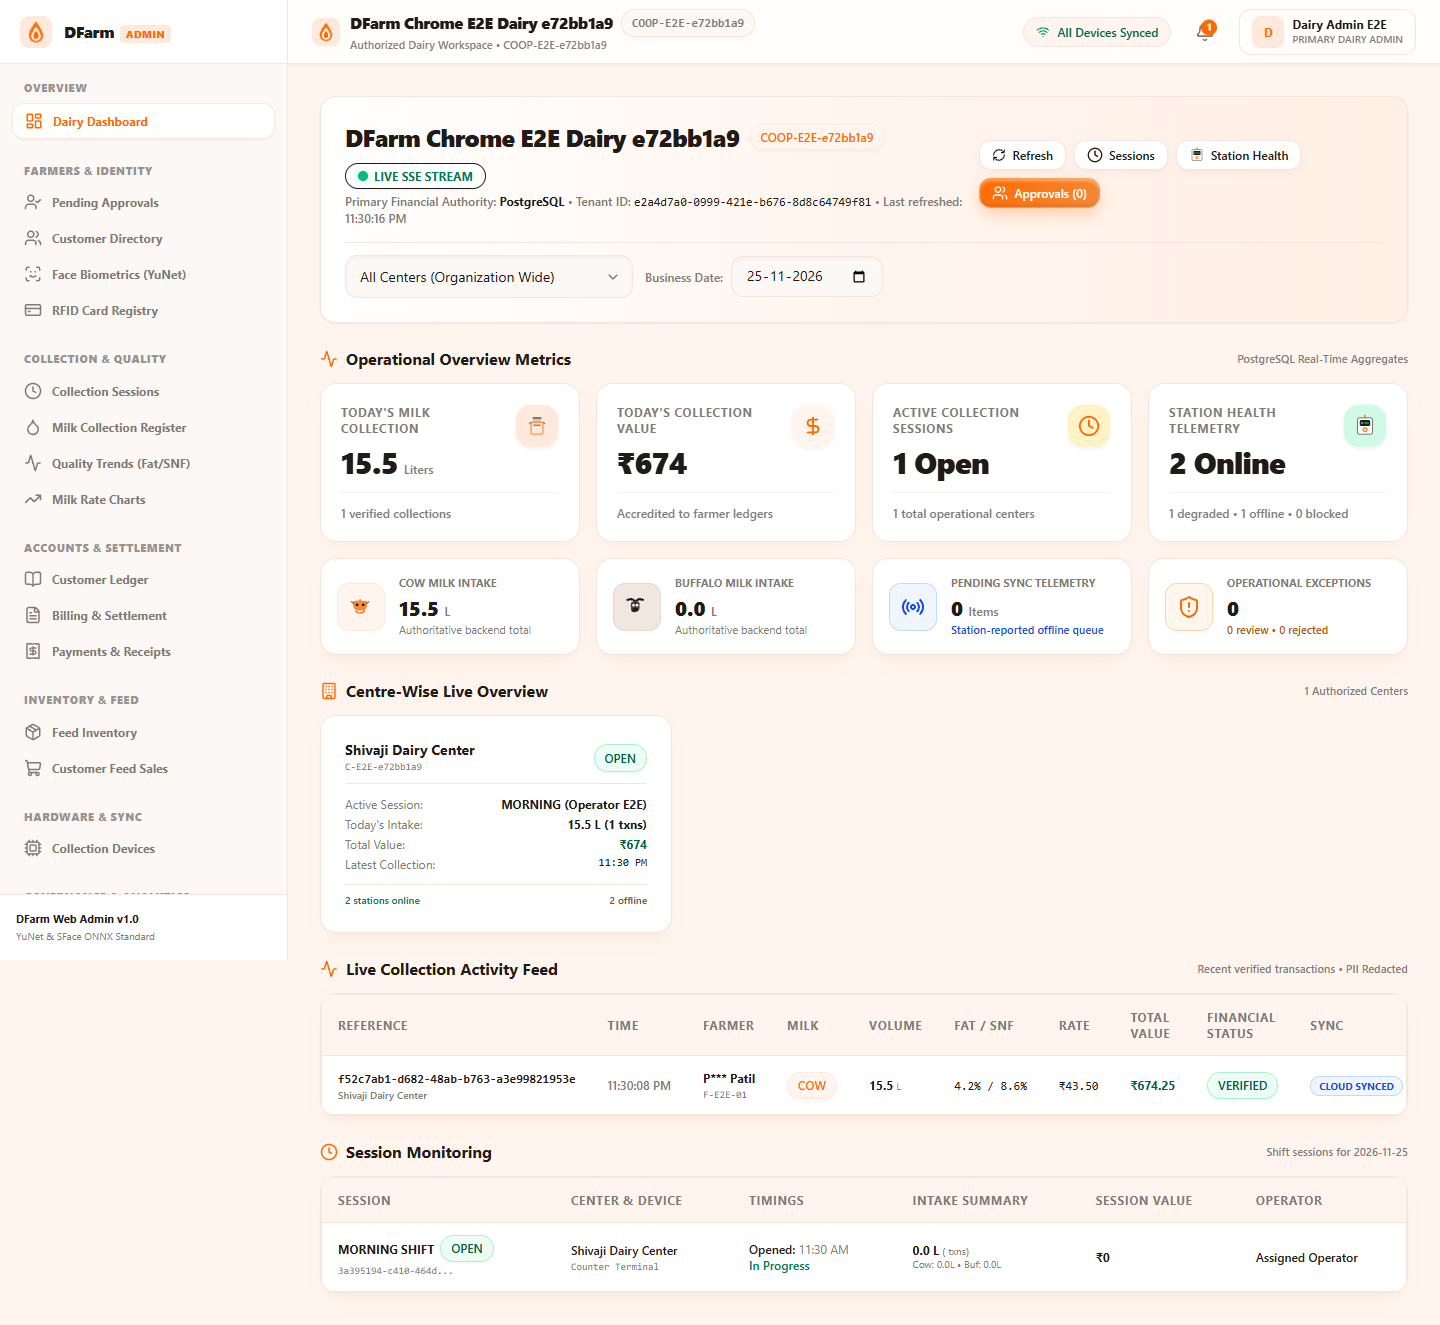 DFarm ADMIN
OVERVIEW
Dairy Dashboard
FARMERS & IDENTITY
Pending Approvals
Customer Directory
Face Biometrics (YuNet)
RFID Card Registry
COLLECTION & QUALITY
Collection Sessions
Milk Collection Register
Quality Trends (Fat/SNF)
Milk Rate Charts
ACCOUNTS & SETTLEMENT
Customer Ledger
Billing & Settlement
Payments & Receipts
INVENTORY & FEED
Feed Inventory
Customer Feed Sales
HARDWARE & SYNC
Collection Devices
DFarm Web Admin v1.0
YuNet & SFace ONNX Standard
DFarm Chrome E2E Dairy e72bb1a9 COOP-E2E-e72bb1a9
Authorized Dairy Workspace • COOP-E2E-e72bb1a9
All Devices Synced
1
D
Dairy Admin E2E
PRIMARY DAIRY ADMIN
DFarm Chrome E2E Dairy e72bb1a9 COOP-E2E-e72bb1a9
LIVE SSE STREAM
Primary Financial Authority: PostgreSQL • Tenant ID: e2a4d7a0-0999-421e-b676-8d8c64749f81 • Last refreshed:
11:30:16 PM
Refresh
Sessions
Station Health
Approvals (0)
All Centers (Organization Wide)
Business Date:
25-11-2026
Operational Overview Metrics
PostgreSQL Real-Time Aggregates
TODAY'S MILK
COLLECTION
15.5 Liters
1 verified collections
TODAY'S COLLECTION
VALUE
₹674
Accredited to farmer ledgers
ACTIVE COLLECTION
SESSIONS
1 Open
1 total operational centers
STATION HEALTH
TELEMETRY
2 Online
1 degraded • 1 offline • 0 blocked
COW MILK INTAKE
15.5 L
Authoritative backend total
BUFFALO MILK INTAKE
0.0 L
Authoritative backend total
PENDING SYNC TELEMETRY
0 Items
Station-reported offline queue
OPERATIONAL EXCEPTIONS
0
0 review • 0 rejected
Centre-Wise Live Overview
1 Authorized Centers
Shivaji Dairy Center
C-E2E-e72bb1a9
OPEN
Active Session: MORNING (Operator E2E)
Today's Intake: 15.5 L (1 txns)
Total Value: ₹674
Latest Collection: 11:30 PM
2 stations online 2 offline
Live Collection Activity Feed
Recent verified transactions • PII Redacted
REFERENCE TIME FARMER MILK VOLUME FAT / SNF RATE TOTAL VALUE FINANCIAL STATUS SYNC
f52c7ab1-d682-48ab-b763-a3e99821953e 11:30:08 PM P*** Patil COW 15.5 L 4.2% / 8.6% ₹43.50 ₹674.25 VERIFIED CLOUD SYNCED
Shivaji Dairy Center F-E2E-01
Session Monitoring
Shift sessions for 2026-11-25
SESSION CENTER & DEVICE TIMINGS INTAKE SUMMARY SESSION VALUE OPERATOR
MORNING SHIFT OPEN Shivaji Dairy Center Opened: 11:30 AM 0.0 L ( txns) ₹0 Assigned Operator
3a395194-c410-464d... Counter Terminal In Progress Cow: 0.0L • Buf: 0.0L